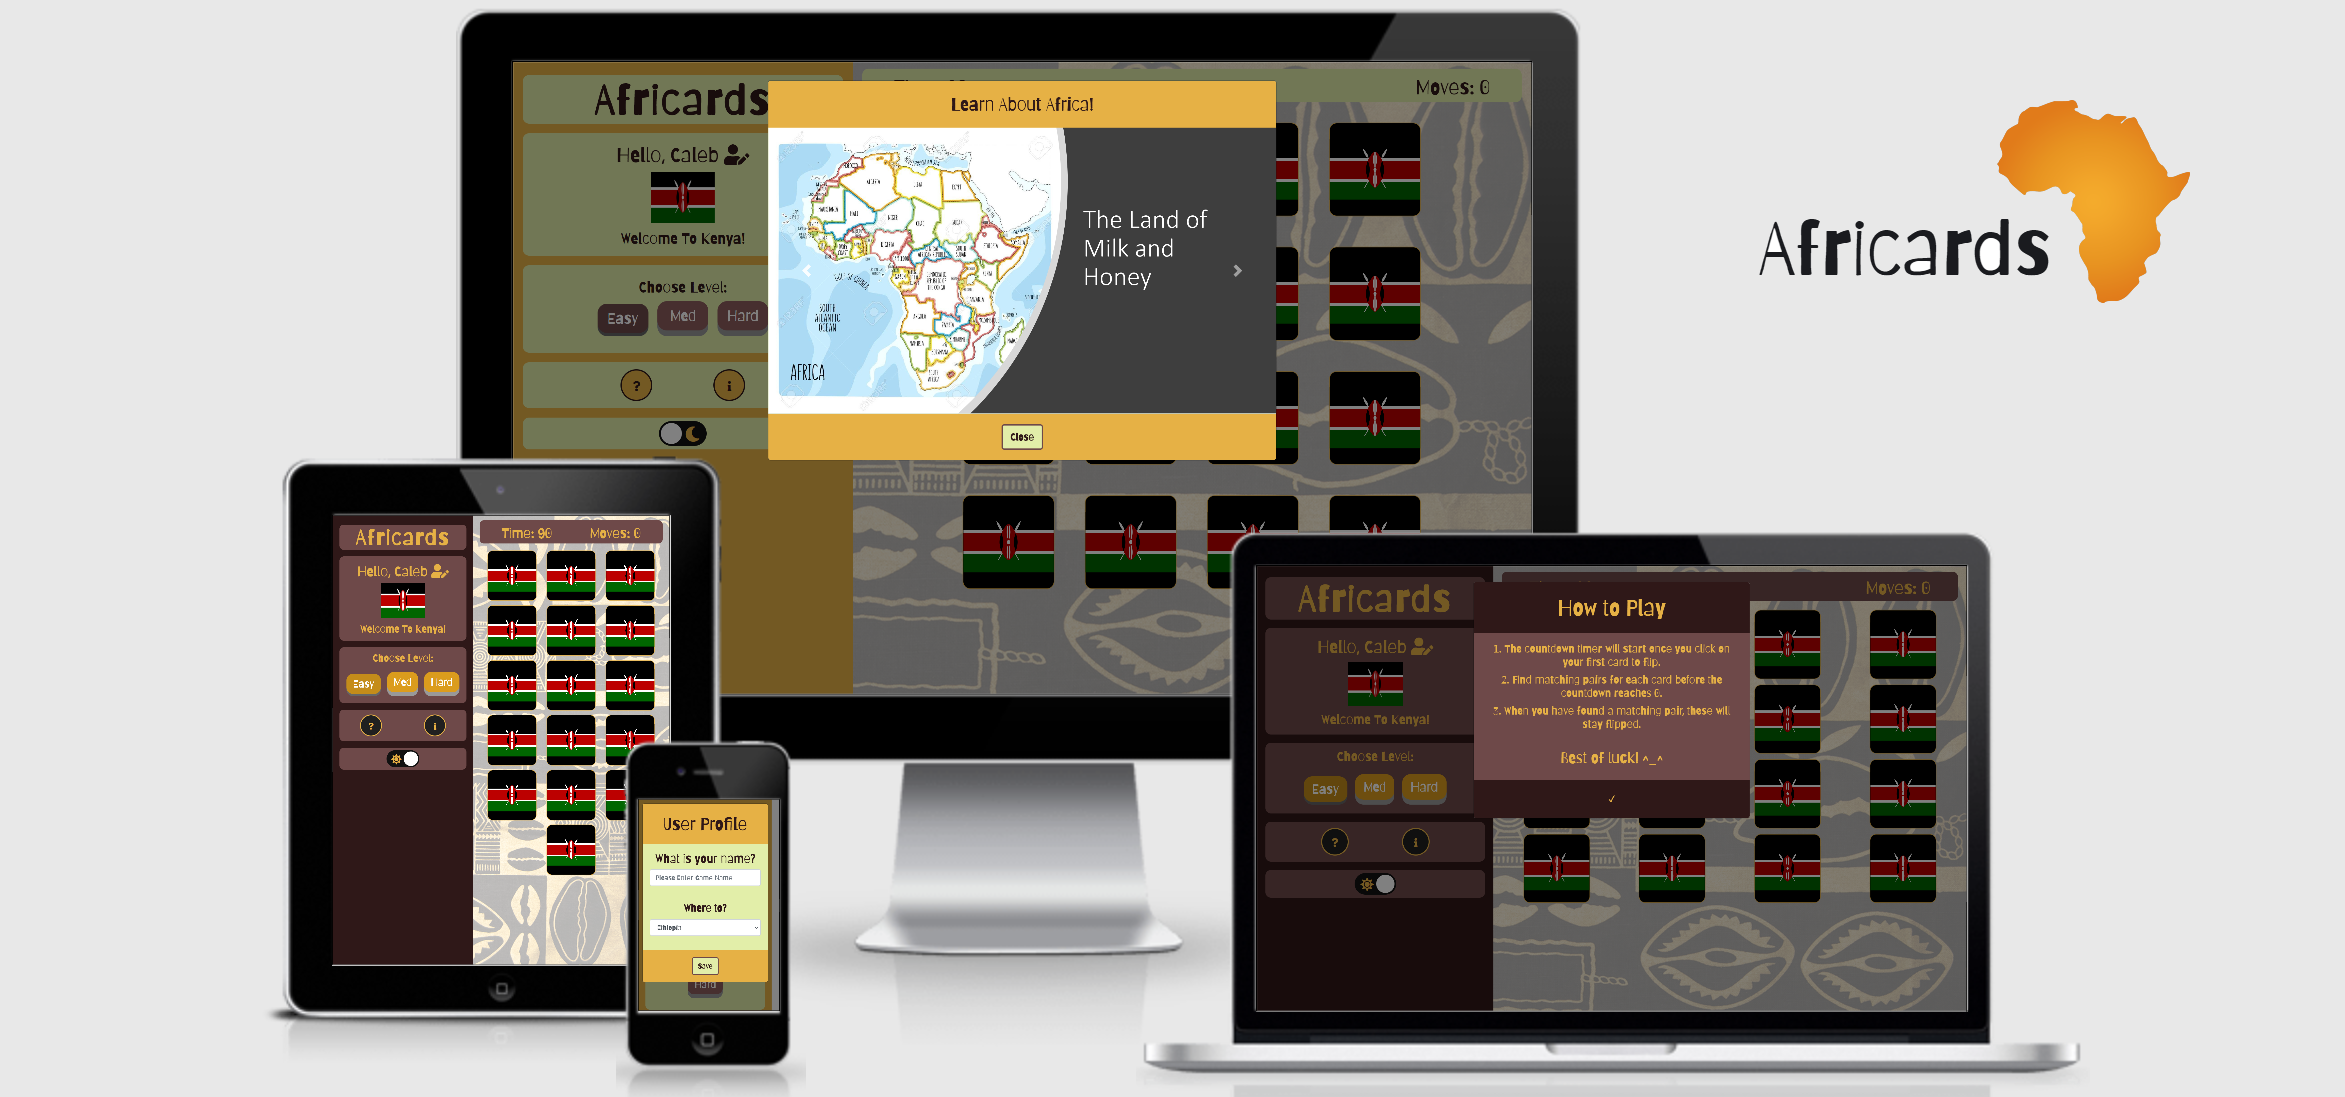 Africards
Moves: 0
Learn About Africa!
Hello, Caleb
Welcome To Kenya!
Choose Level:
Easy
Med
Hard
?
i
SOUTH
ATLANTIC
OCEAN
AFRICA
The Land of
Milk and
Honey
Close
Africards
Africards
Time: 90
Moves: 0
Hello, Caleb
Welcome To Kenya!
Choose Level:
Easy
Med
Hard
?
i
User Profile
What is your name?
Please Enter Game Name
Where to?
Ethiopia
Save
Hard
Africards
Moves: 0
Hello, Caleb
Welcome To Kenya!
Choose Level:
Easy
Med
Hard
?
i
How to Play
1. The countdown timer will start once you click on
your first card to flip.
2. Find matching pairs for each card before the
countdown reaches 0.
3. When you have found a matching pair, these will
stay flipped.
Best of luck! ^_^
✓